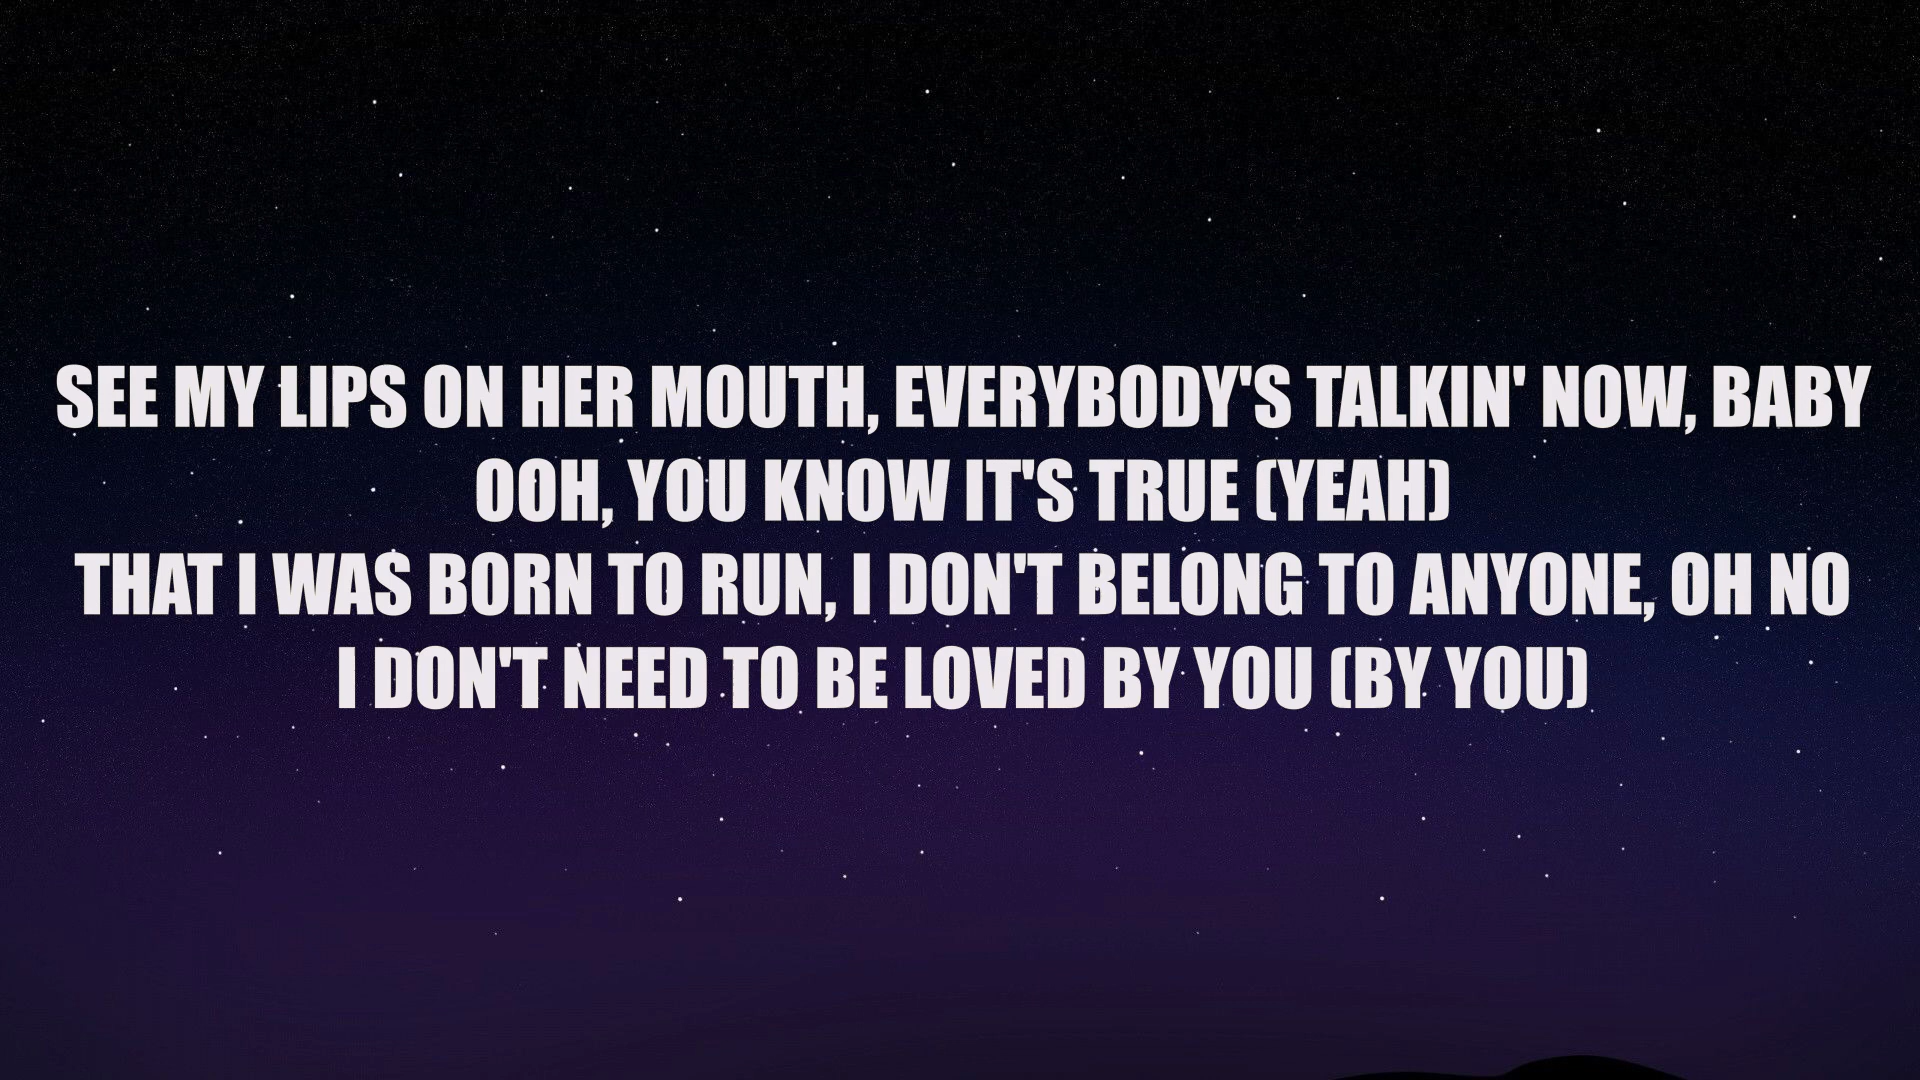 SEE MY LIPS ON HER MOUTH, EVERYBODY'S TALKIN' NOW, BABY
OOH, YOU KNOW IT'S TRUE (YEAH)
THAT I WAS BORN TO RUN, I DON'T BELONG TO ANYONE, OH NO
I DON'T NEED TO BE LOVED BY YOU (BY YOU)